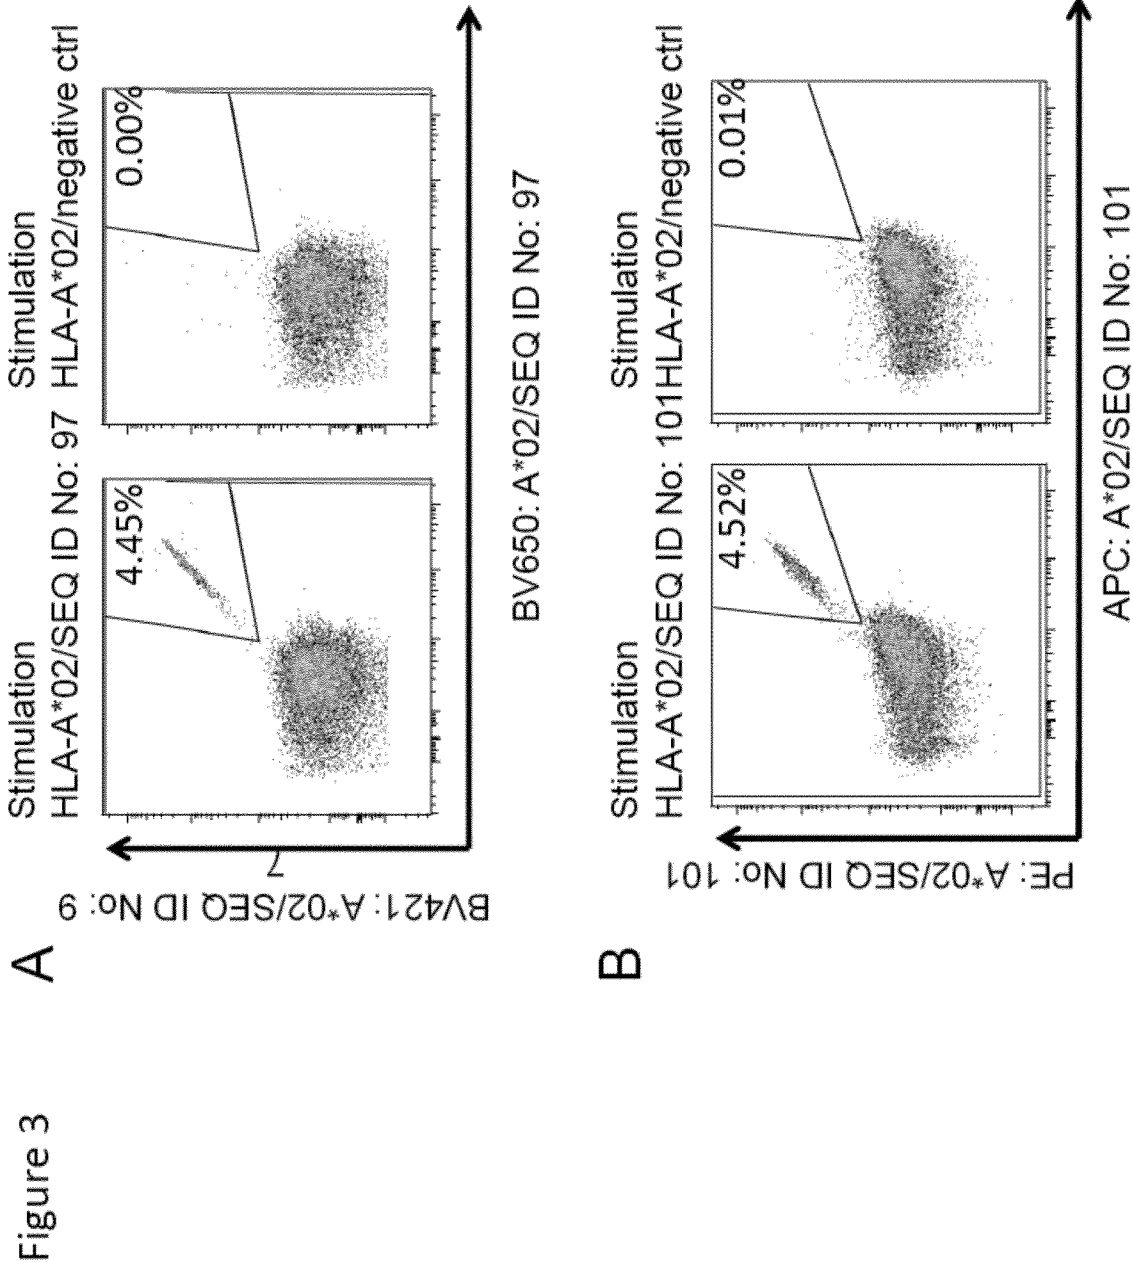 Figure 3
A
Stimulation
HLA-A*02/SEQ ID No: 97
Stimulation
HLA-A*02/negative ctrl
4.45%
0.00%
BV421: A*02/SEQ ID No: 9
7
BV650: A*02/SEQ ID No: 97
B
Stimulation
HLA-A*02/SEQ ID No: 101
Stimulation
HLA-A*02/negative ctrl
4.52%
0.01%
PE: A*02/SEQ ID No: 101
APC: A*02/SEQ ID No: 101